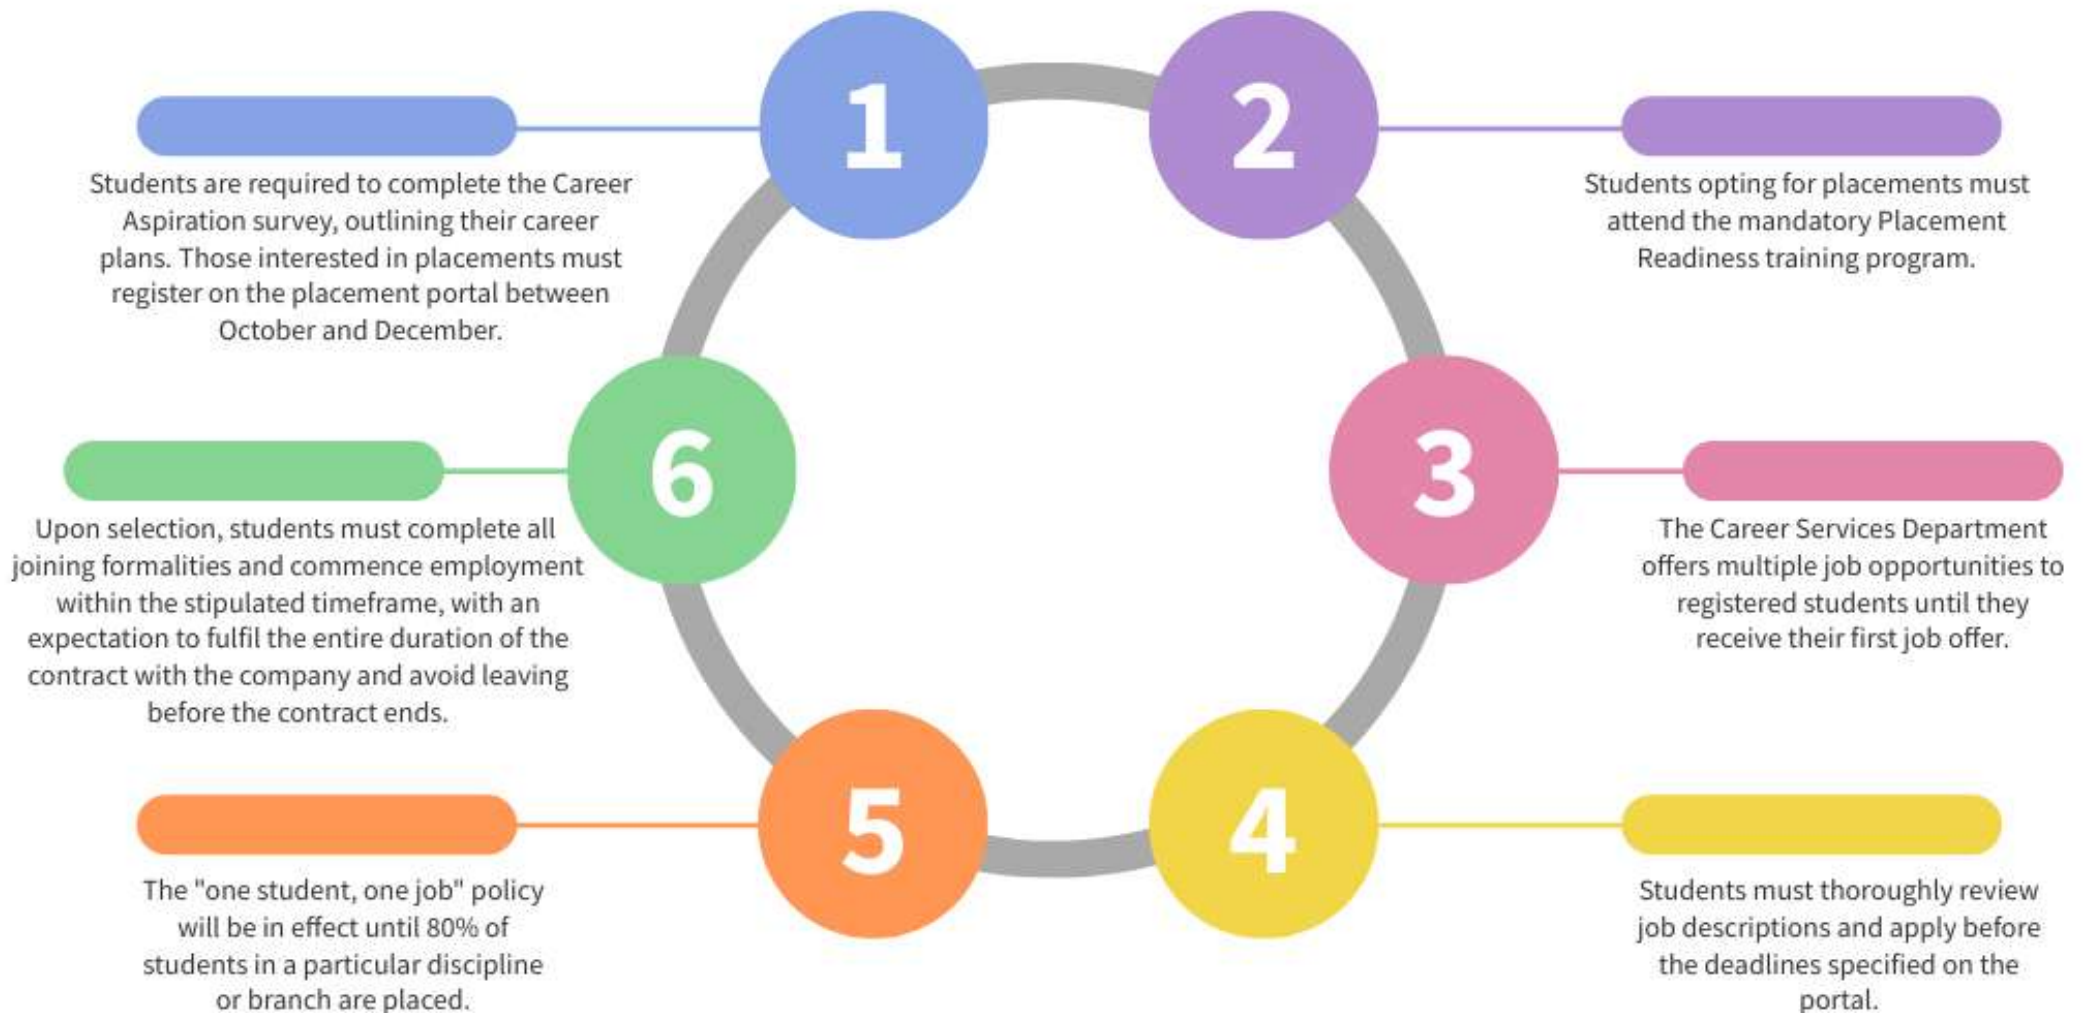 1
Students are required to complete the Career
Aspiration survey, outlining their career
plans. Those interested in placements must
register on the placement portal between
October and December.
2
Students opting for placements must
attend the mandatory Placement
Readiness training program.
3
The Career Services Department
offers multiple job opportunities to
registered students until they
receive their first job offer.
4
Students must thoroughly review
job descriptions and apply before
the deadlines specified on the
portal.
5
The "one student, one job" policy
will be in effect until 80% of
students in a particular discipline
or branch are placed.
6
Upon selection, students must complete all
joining formalities and commence employment
within the stipulated timeframe, with an
expectation to fulfil the entire duration of the
contract with the company and avoid leaving
before the contract ends.